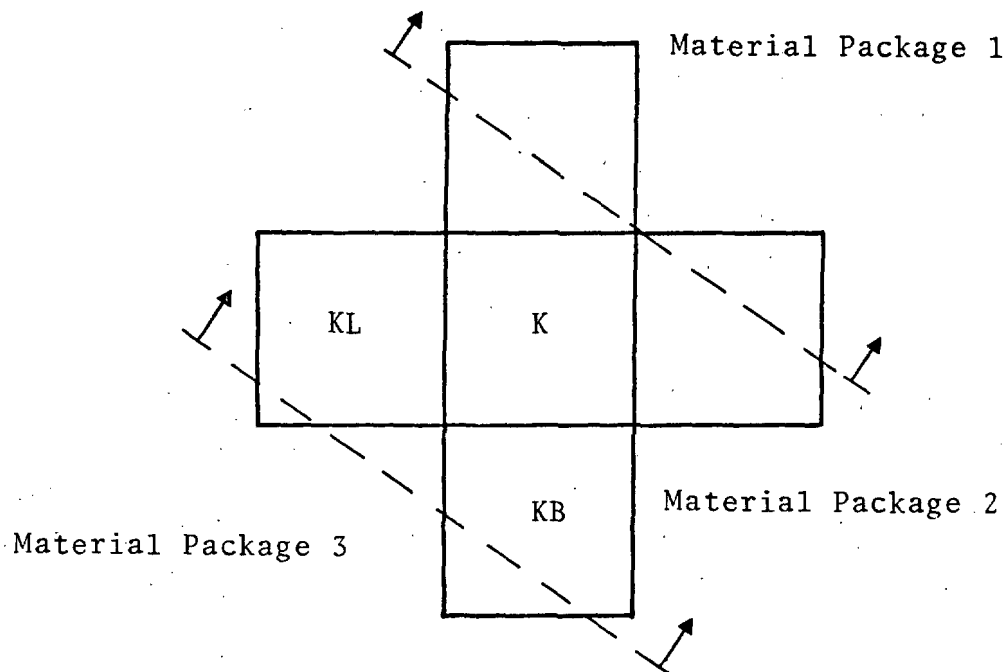 Material Package 1
KL
K
KB
Material Package 2
Material Package 3